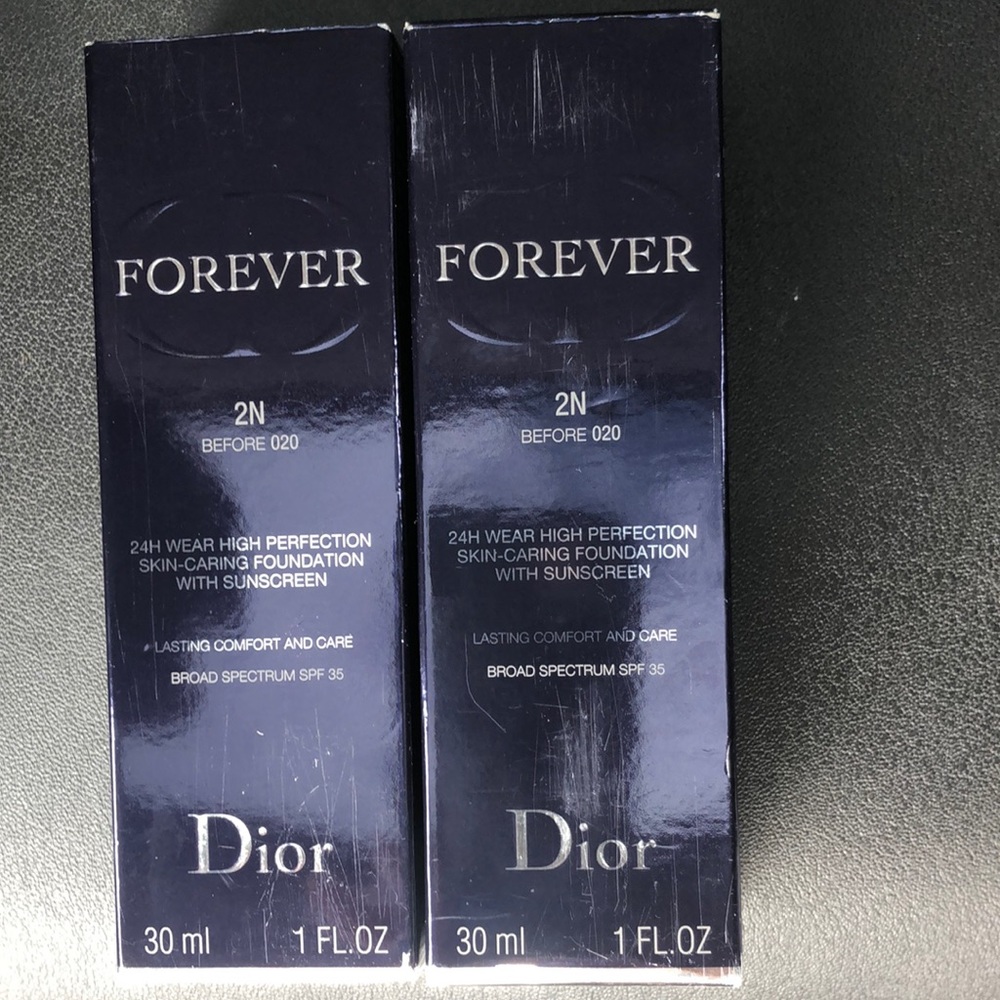 FOREVER
2N
BEFORE 020
24H WEAR HIGH PERFECTION
SKIN-CARING FOUNDATION
WITH SUNSCREEN
LASTING COMFORT AND CARE
BROAD SPECTRUM SPF 35
Dior
30 ml 1 FL.OZ
FOREVER
2N
BEFORE 020
24H WEAR HIGH PERFECTION
SKIN-CARING FOUNDATION
WITH SUNSCREEN
LASTING COMFORT AND CARE
BROAD SPECTRUM SPF 35
Dior
30 ml 1 FL.OZ